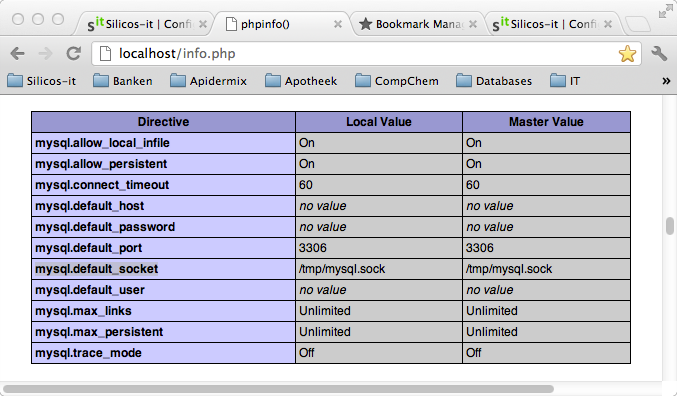 sit Silicos-it | Confi
phpinfo()
Bookmark Mana
sit Silicos-it | Confi
localhost/info.php
Silicos-it Banken Apidermix Apotheek CompChem Databases IT »
Directive Local Value Master Value
mysql.allow_local_infile On On
mysql.allow_persistent On On
mysql.connect_timeout 60 60
mysql.default_host no value no value
mysql.default_password no value no value
mysql.default_port 3306 3306
mysql.default_socket /tmp/mysql.sock /tmp/mysql.sock
mysql.default_user no value no value
mysql.max_links Unlimited Unlimited
mysql.max_persistent Unlimited Unlimited
mysql.trace_mode Off Off